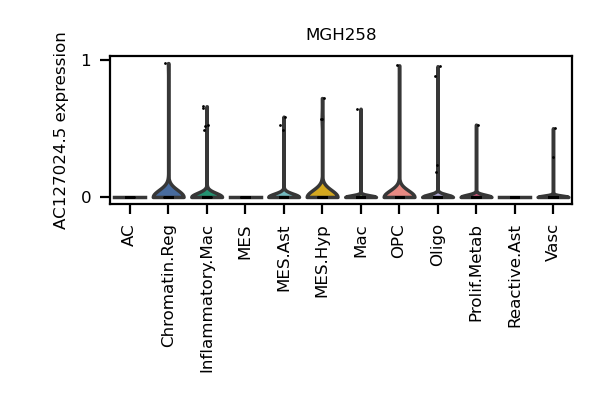 MGH258
AC127024.5 expression
1
0
AC
Chromatin.Reg
Inflammatory.Mac
MES
MES.Ast
MES.Hyp
Mac
OPC
Oligo
Prolif.Metab
Reactive.Ast
Vasc